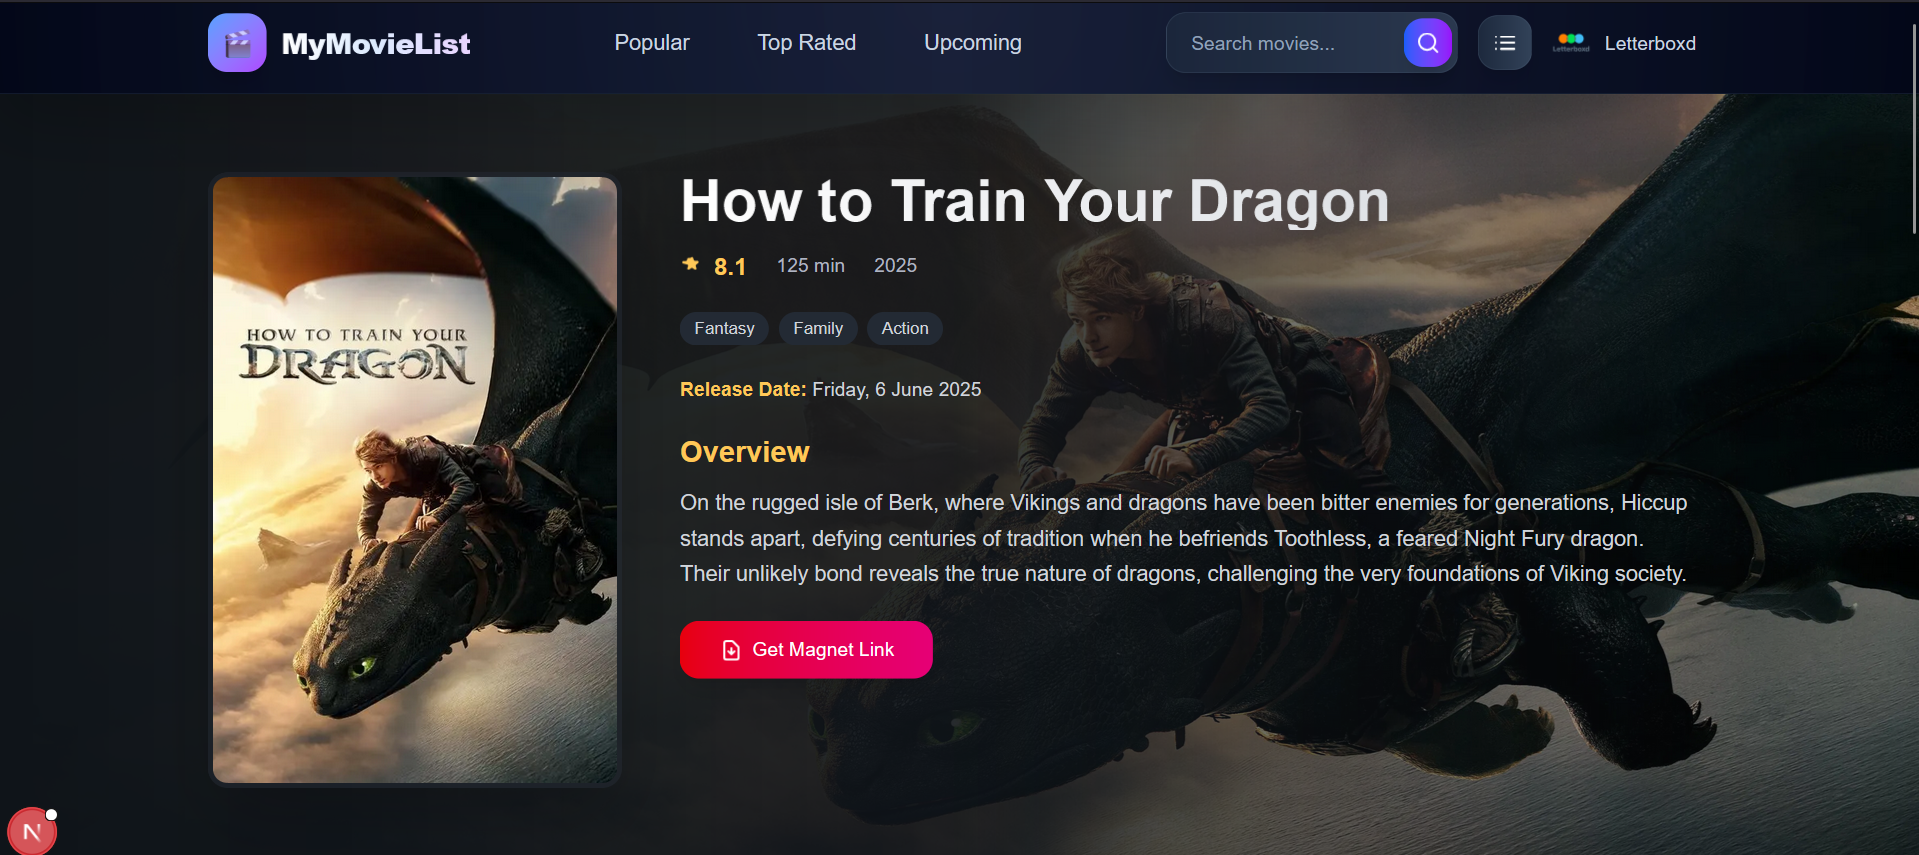 MyMovieList
Popular
Top Rated
Upcoming
Search movies...
Letterboxd
Letterboxd
How to Train Your Dragon
8.1
125 min
2025
HOW TO TRAIN YOUR
DRAGON
Fantasy
Family
Action
Release Date: Friday, 6 June 2025
Overview
On the rugged isle of Berk, where Vikings and dragons have been bitter enemies for generations, Hiccup
stands apart, defying centuries of tradition when he befriends Toothless, a feared Night Fury dragon.
Their unlikely bond reveals the true nature of dragons, challenging the very foundations of Viking society.
Get Magnet Link
N